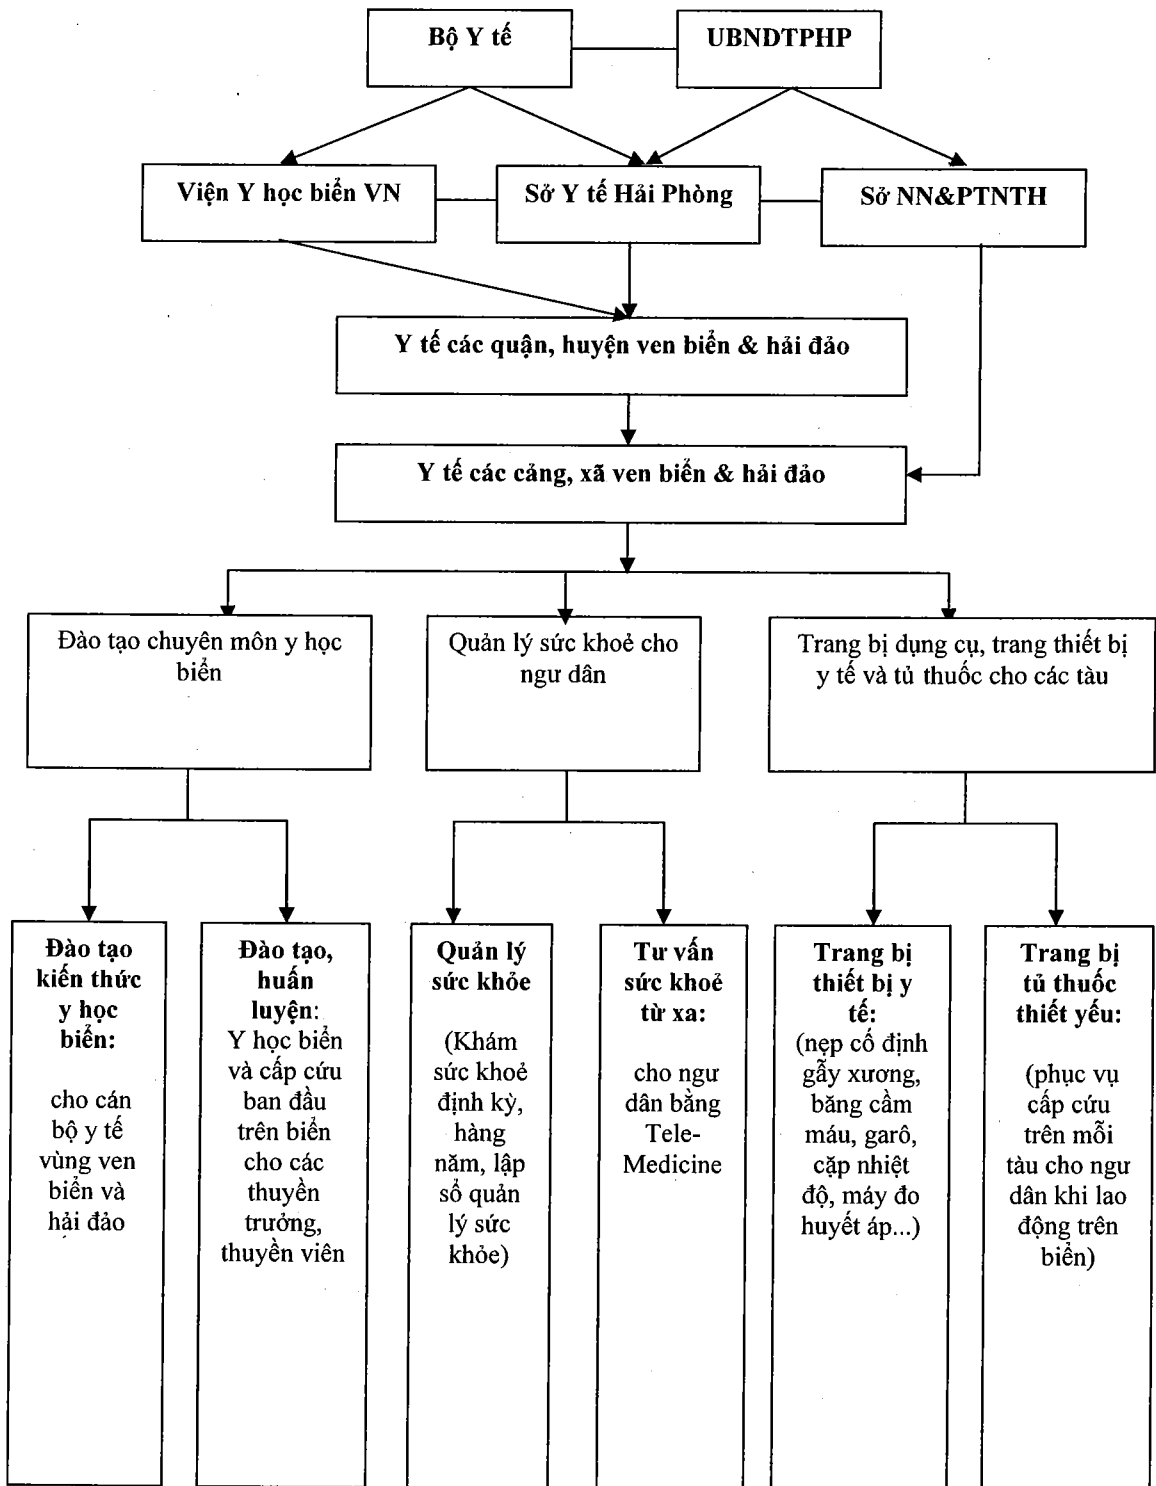 Bộ Y tế
UBNDTPHP
Viện Y học biển VN
Sở Y tế Hải Phòng
Sở NN&PTNTH
Y tế các quận, huyện ven biển & hải đảo
Y tế các cảng, xã ven biển & hải đảo
Đào tạo chuyên môn y học
biển
Quản lý sức khoẻ cho
ngư dân
Trang bị dụng cụ, trang thiết bị
y tế và tủ thuốc cho các tàu
Đào tạo
kiến thức
y học
biển:
cho cán
bộ y tế
vùng ven
biển và
hải đảo
Đào tạo,
huấn
luyện:
Y học biển
và cấp cứu
ban đầu
trên biển
cho các
thuyền
trưởng,
thuyền viên
Quản lý
sức khỏe
(Khám
sức khoẻ
định kỳ,
hàng
năm, lập
sổ quản
lý sức
khỏe)
Tư vấn
sức khoẻ
từ xa:
cho ngư
dân bằng
Tele-
Medicine
Trang bị
thiết bị y
tế:
(nẹp cố định
gẫy xương,
băng cầm
máu, garô,
cặp nhiệt
độ, máy đo
huyết áp...)
Trang bị
tủ thuốc
thiết yếu:
(phục vụ
cấp cứu
trên mỗi
tàu cho ngư
dân khi lao
động trên
biển)